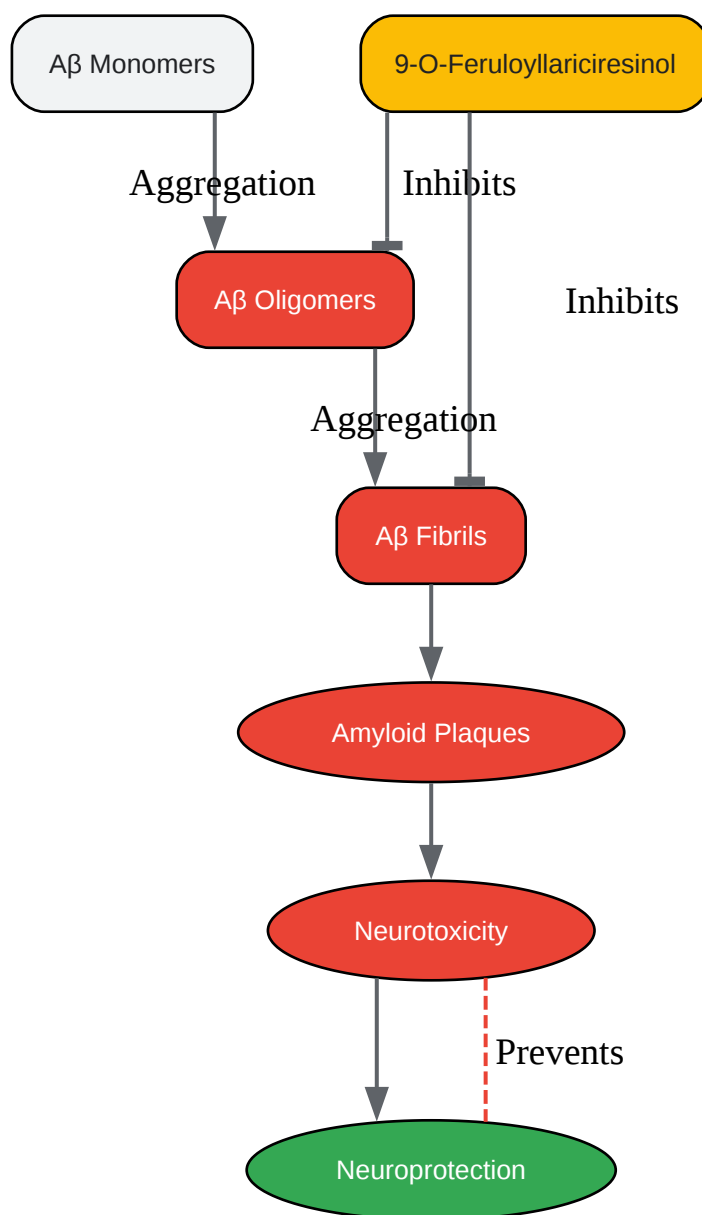 Aβ Monomers
9-O-Feruloyllariciresinol
Aggregation
Inhibits
Aβ Oligomers
Inhibits
Aggregation
Aβ Fibrils
Amyloid Plaques
Neurotoxicity
Prevents
Neuroprotection